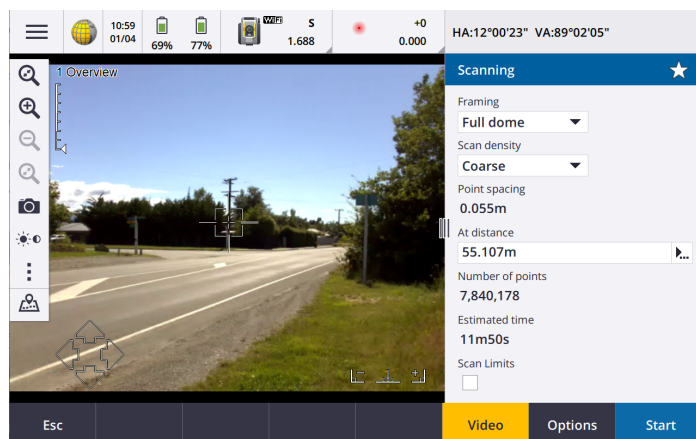 10:59
01/04
69%
77%
WiFi
S
1.688
+0
0.000
HA:12°00'23" VA:89°02'05"
1 Overview
Scanning
Framing
Full dome
Scan density
Coarse
Point spacing
0.055m
At distance
55.107m
Number of points
7,840,178
Estimated time
11m50s
Scan Limits
Esc
Video
Options
Start